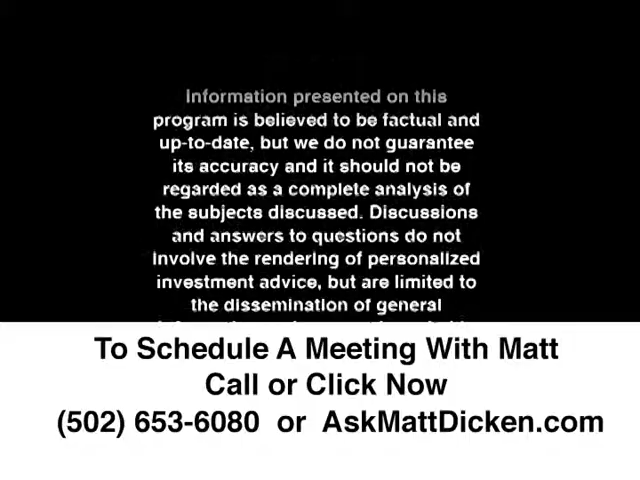 Information presented on this
program is believed to be factual and
up-to-date, but we do not guarantee
its accuracy and it should not be
regarded as a complete analysis of
the subjects discussed. Discussions
and answers to questions do not
involve the rendering of personalized
investment advice, but are limited to
the dissemination of general
To Schedule A Meeting With Matt
Call or Click Now
(502) 653-6080 or AskMattDicken.com